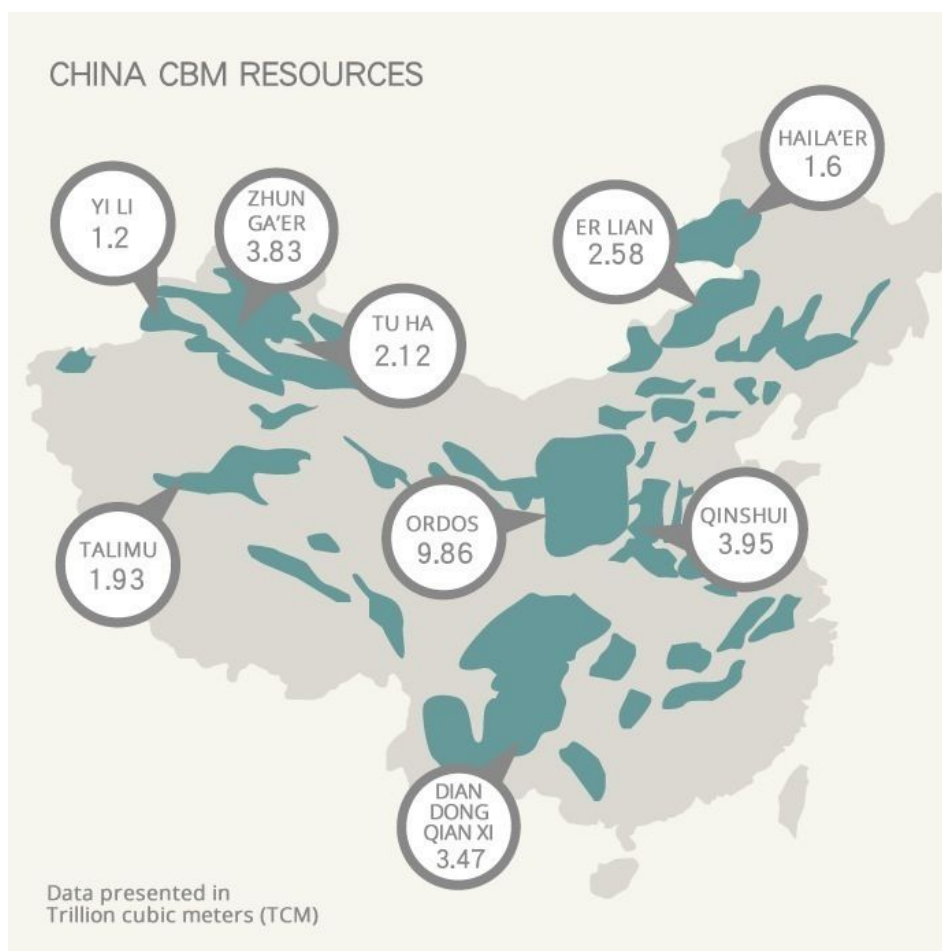 CHINA CBM RESOURCES
HAILA'ER
1.6
YI LI
1.2
ZHUN
GA'ER
3.83
ER LIAN
2.58
TU HA
2.12
TALIMU
1.93
ORDOS
9.86
QINSHUI
3.95
DIAN
DONG
QIAN XI
3.47
Data presented in
Trillion cubic meters (TCM)